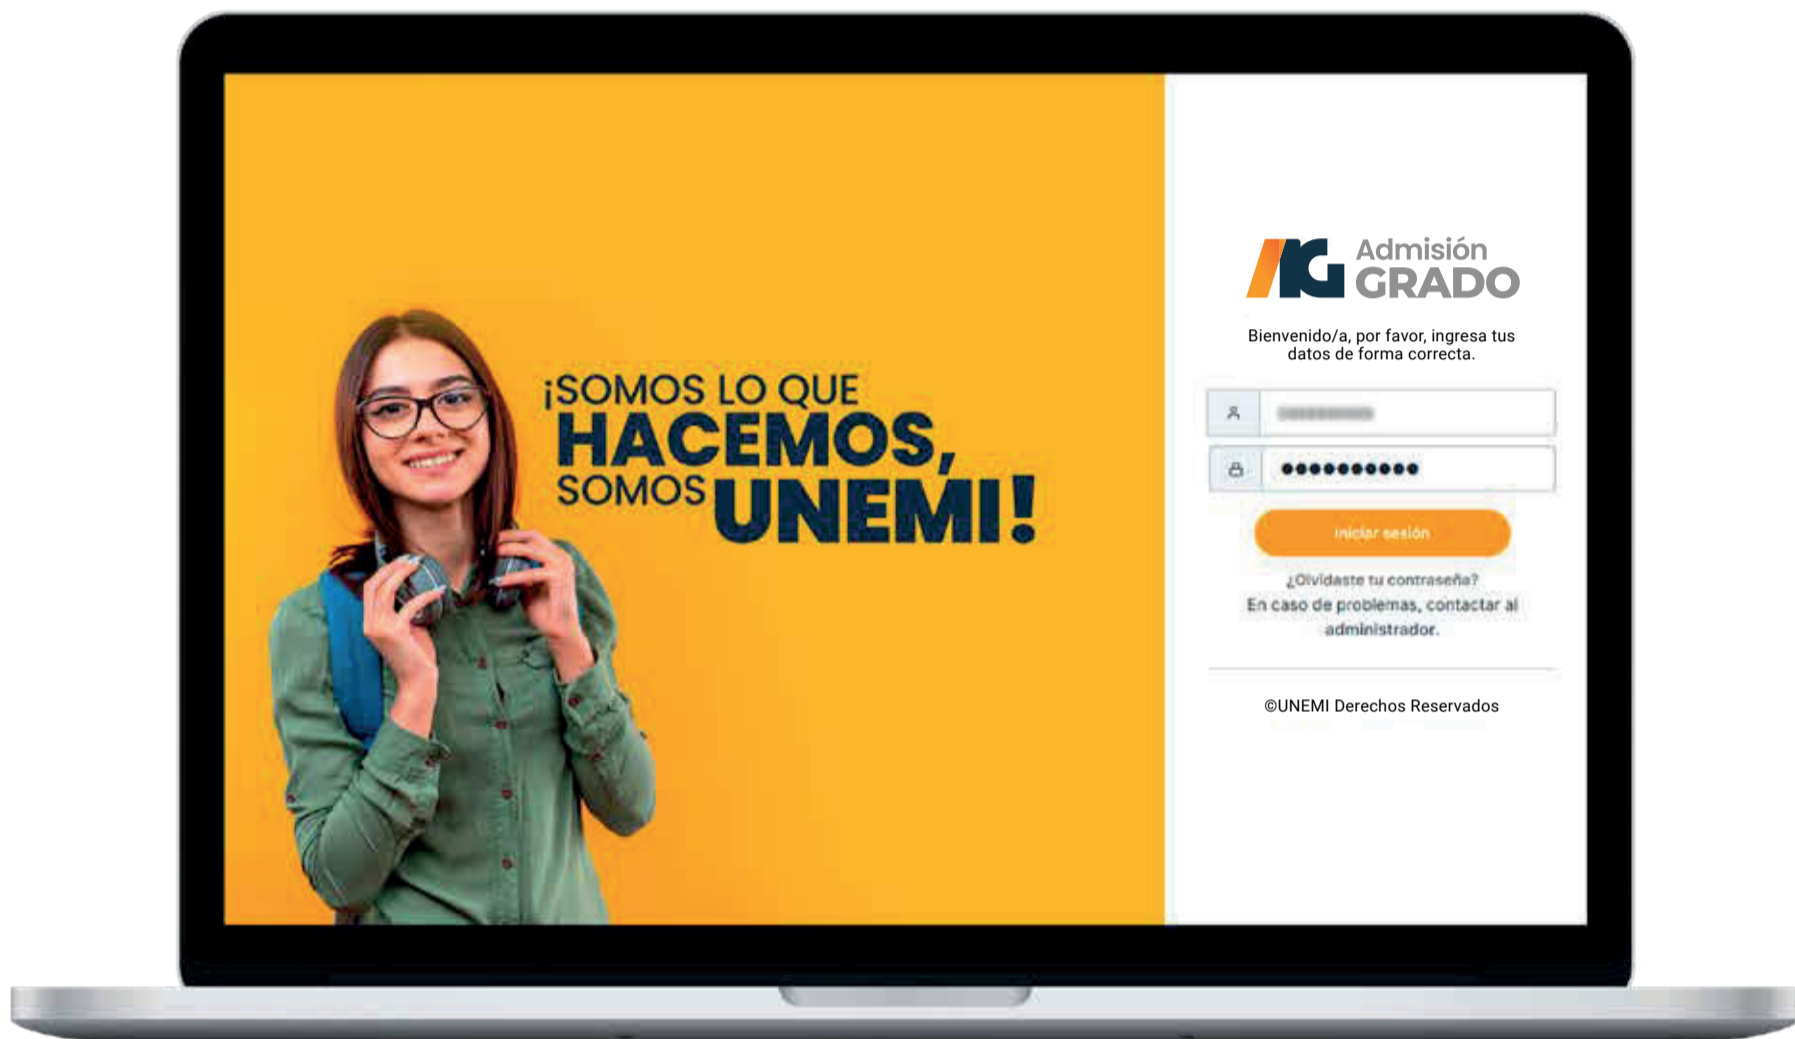 ¡SOMOS LO QUE
HACEMOS,
SOMOS UNEMI!
AG Admisión
GRADO
Bienvenido/a, por favor, ingresa tus
datos de forma correcta.
Iniciar sesión
¿Olvidaste tu contraseña?
En caso de problemas, contactar al
administrador.
©UNEMI Derechos Reservados